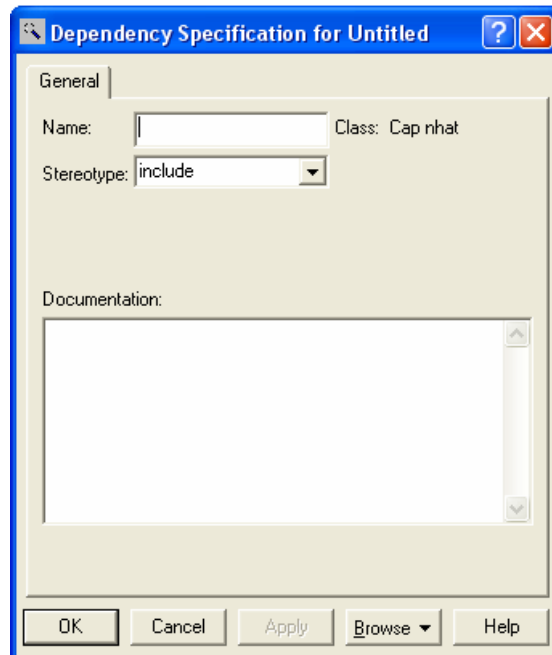 Dependency Specification for Untitled
General
Name: Class: Cap nhat
Stereotype: include
Documentation:
OK Cancel Apply Browse Help